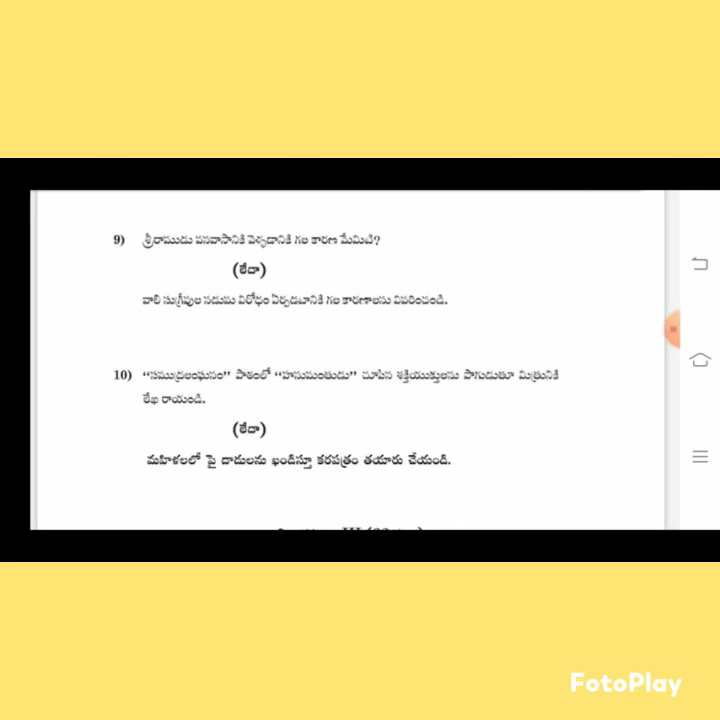 9) శ్రీరాముడు వనవాసానికి వెళ్ళడానికి గల కారణ మేమిటి?
(లేదా)
వాలి సుగ్రీవుల నడుమ విరోధం ఏర్పడటానికి గల కారణాలను వివరించండి.
10) “సముద్రలంఘనం” పాఠంలో “హనుమంతుడు” చూపిన శక్తియుక్తులను పొగుడుతూ మిత్రునికి
లేఖ రాయండి.
(లేదా)
మహిళలలో పై దాడులను ఖండిస్తూ కరపత్రం తయారు చేయండి.
FotoPlay